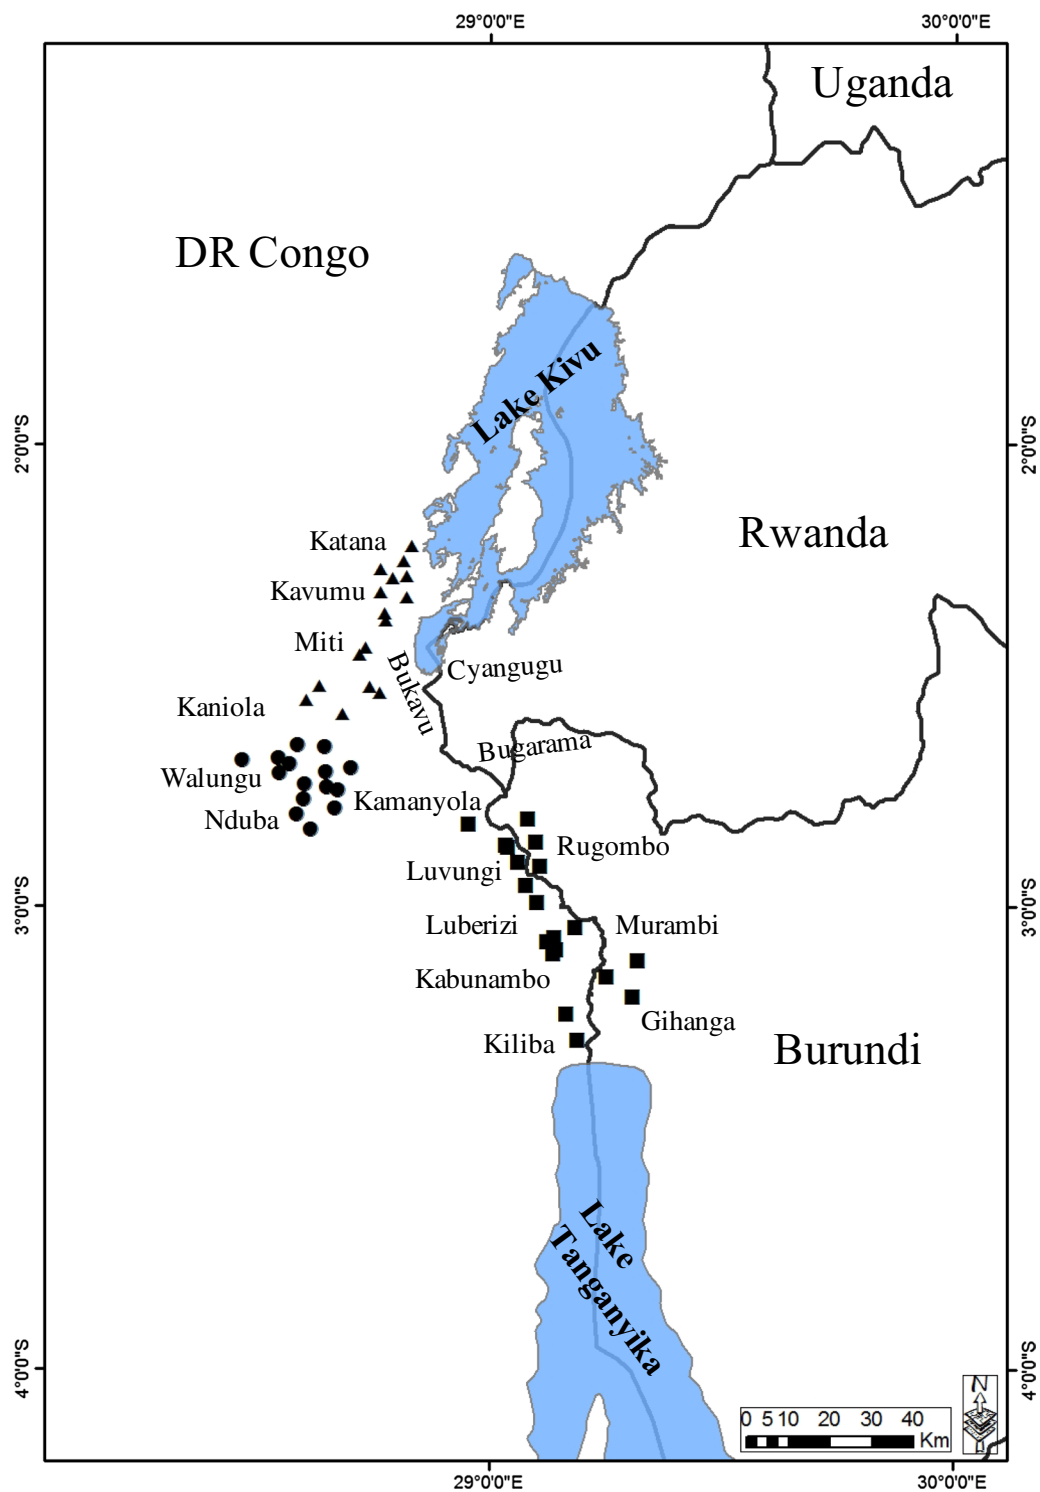 29°0'0"E
30°0'0"E
Uganda
DR Congo
Lake Kivu
2°0'0"S
2°0'0"S
Rwanda
Katana
Kavumu
Miti
Bukavu
Cyangugu
Kaniola
Bugarama
Walungu
Kamanyola
Nduba
Rugombo
Luvungi
3°0'0"S
3°0'0"S
Luberizi
Murambi
Kabunambo
Gihanga
Kiliba
Burundi
Lake
Tanganyika
4°0'0"S
4°0'0"S
N
0 5 10 20 30 40
Km
29°0'0"E
30°0'0"E